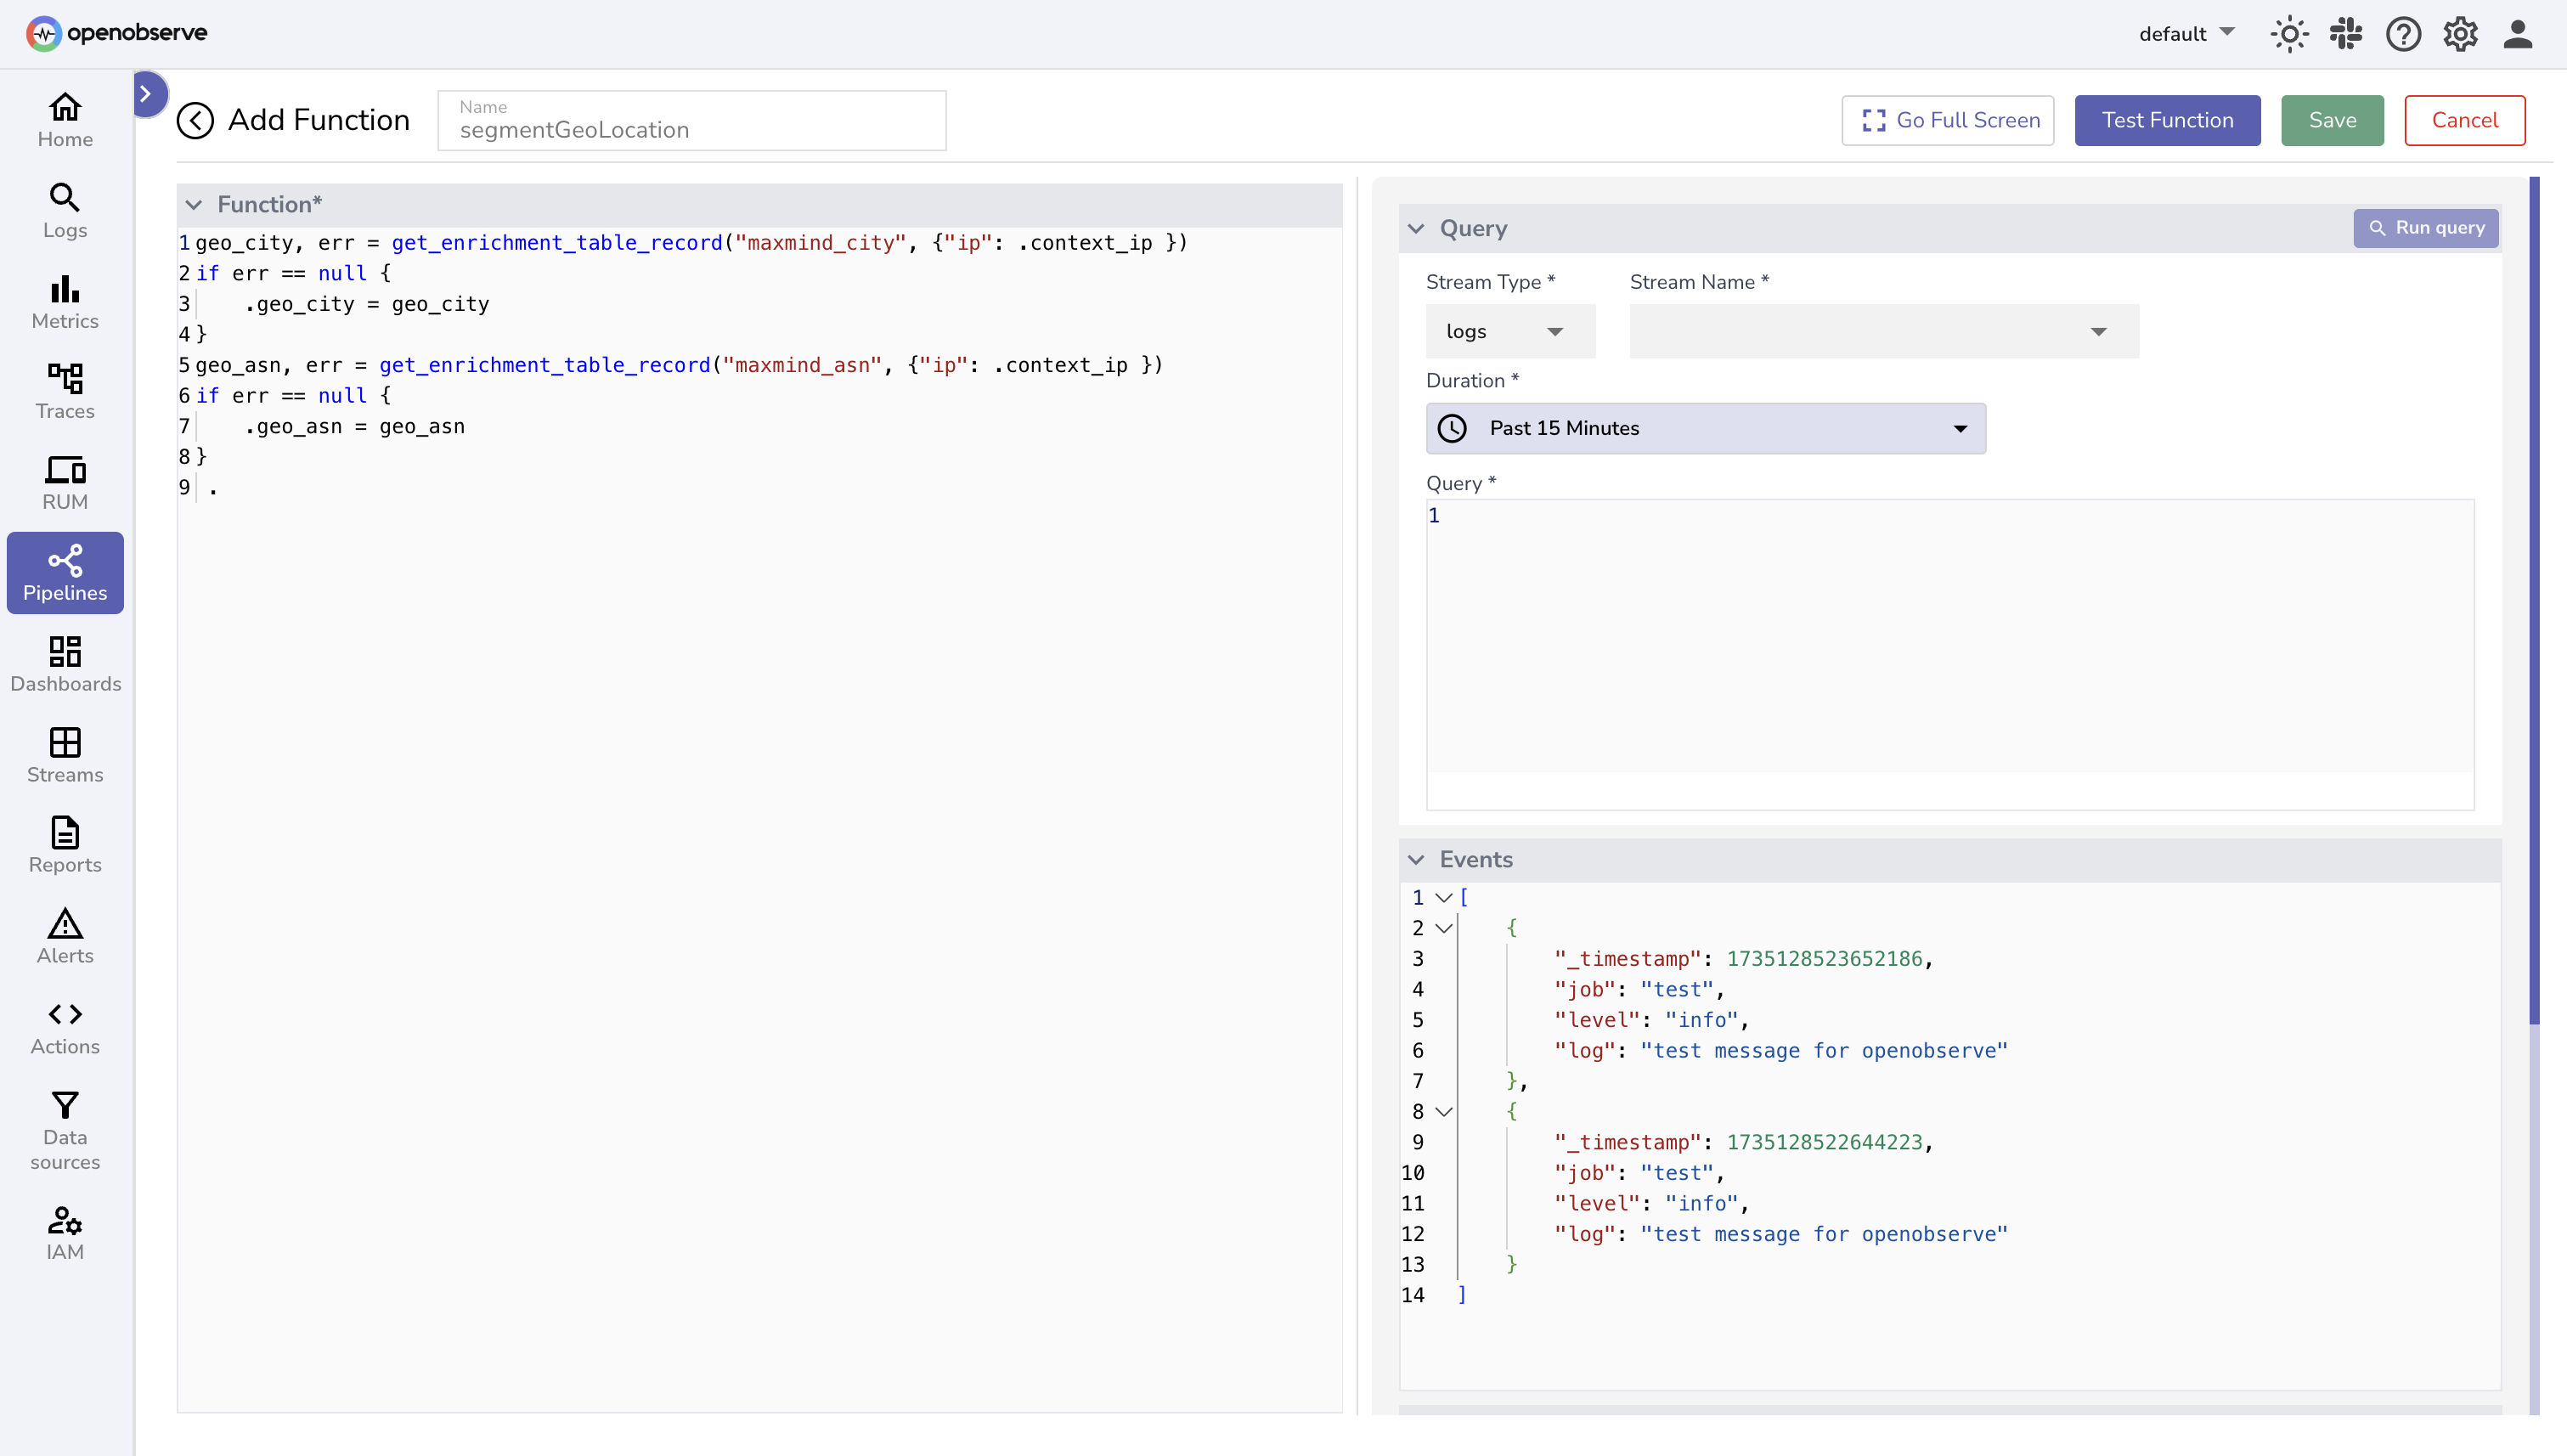 openobserve
default
Home
Logs
Metrics
Traces
RUM
Pipelines
Dashboards
Streams
Reports
Alerts
Actions
Data
sources
IAM
Add Function
Name
segmentGeoLocation
Go Full Screen
Test Function
Save
Cancel
Function*
1 geo_city, err = get_enrichment_table_record("maxmind_city", {"ip": .context_ip })
2 if err == null {
3     .geo_city = geo_city
4 }
5 geo_asn, err = get_enrichment_table_record("maxmind_asn", {"ip": .context_ip })
6 if err == null {
7     .geo_asn = geo_asn
8 }
9  .
Query
Run query
Stream Type *
Stream Name *
logs
Duration *
Past 15 Minutes
Query *
1
Events
1 [
2     {
3         "_timestamp": 1735128523652186,
4         "job": "test",
5         "level": "info",
6         "log": "test message for openobserve"
7     },
8     {
9         "_timestamp": 1735128522644223,
10         "job": "test",
11         "level": "info",
12         "log": "test message for openobserve"
13     }
14 ]